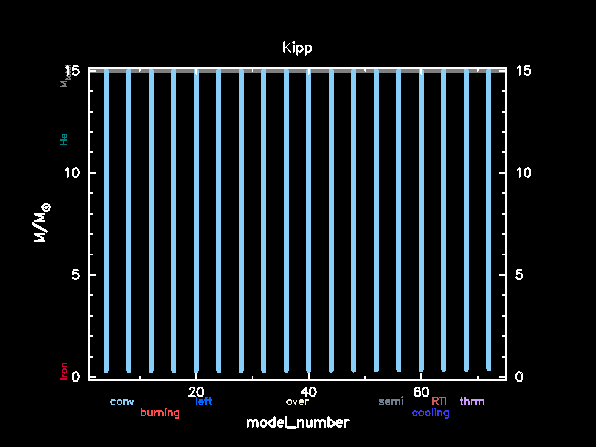 Kipp
15 15
He
10 10
M/M☉
5 5
Iron
0 0
20 40 60
conv left over semi RTI thrm
burning cooling
model_number